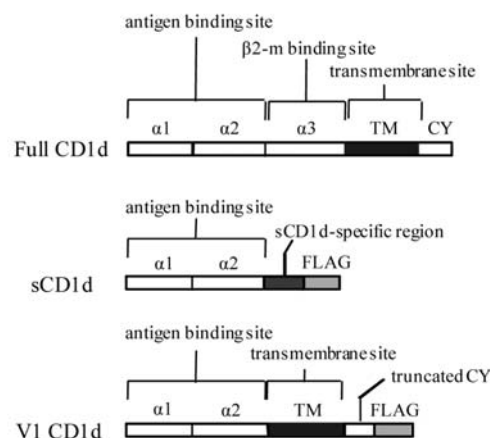 antigen binding site
β2-m binding site
transmembrane site
α1 α2 α3 TM CY
Full CD1d
antigen binding site
sCD1d-specific region
α1 α2 FLAG
sCD1d
antigen binding site
transmembrane site
truncated CY
α1 α2 TM FLAG
V1 CD1d